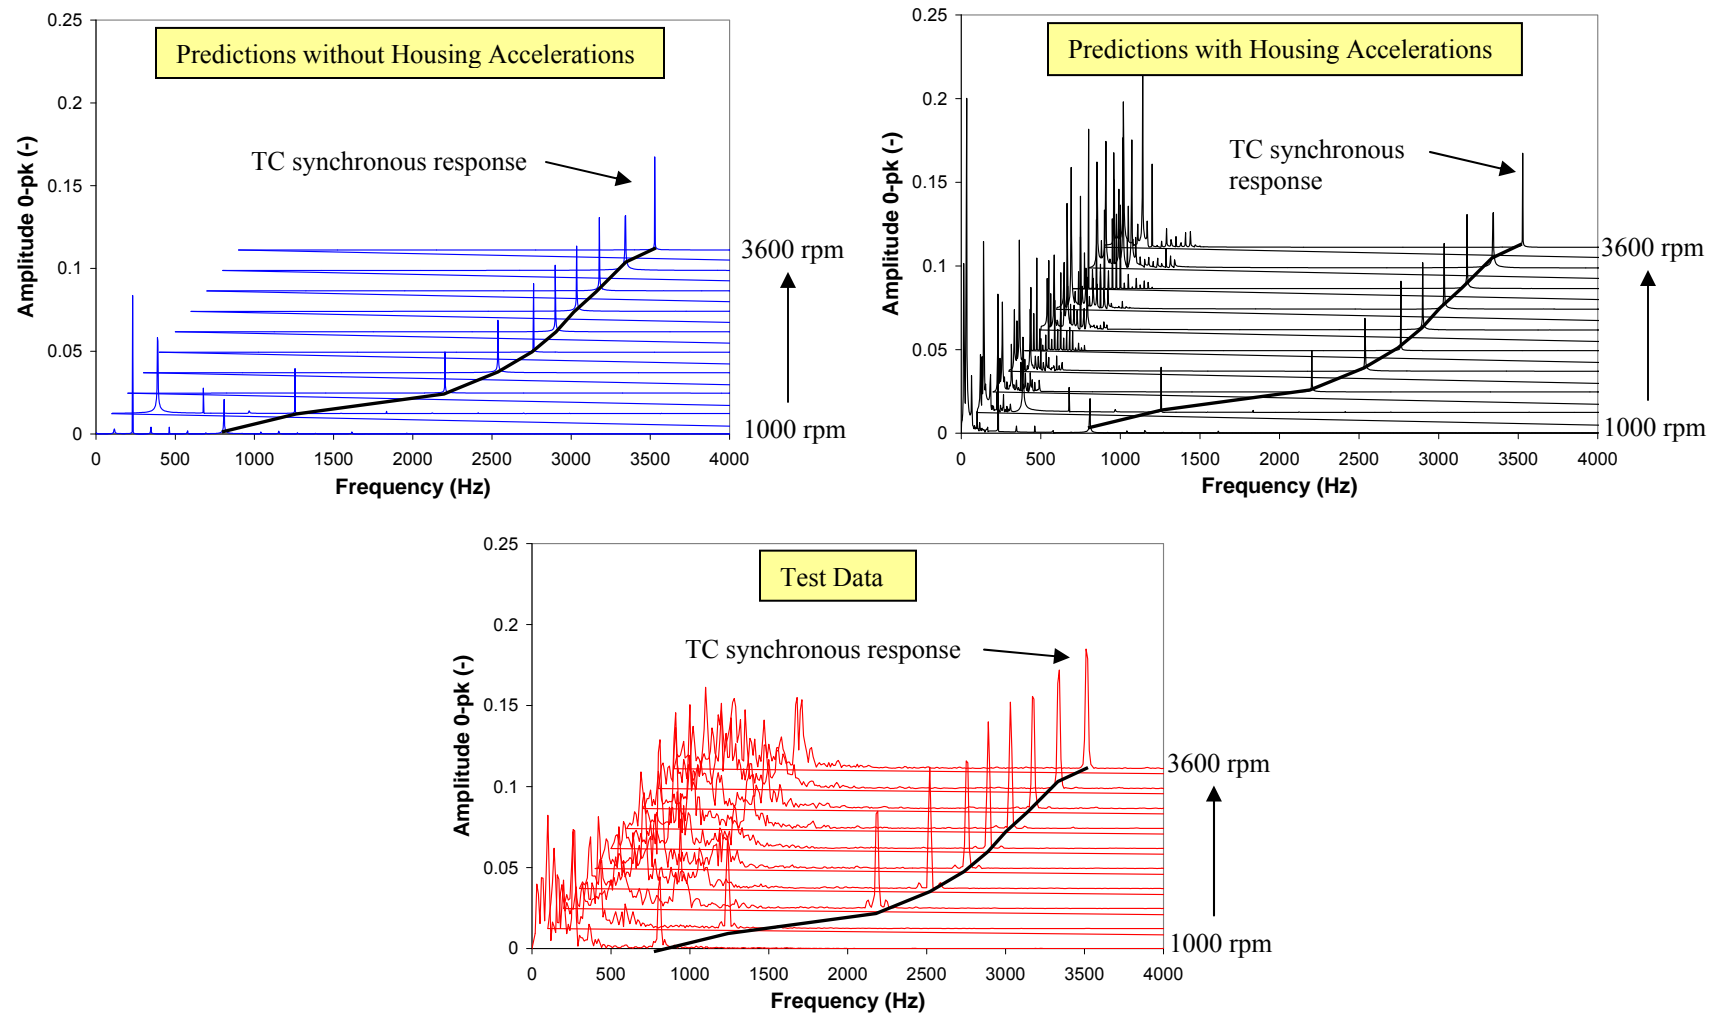 Predictions without Housing Accelerations
0.25
0.2
0.15
0.1
0.05
0
Amplitude 0-pk (-)
TC synchronous response
3600 rpm
1000 rpm
0 500 1000 1500 2000 2500 3000 3500 4000
Frequency (Hz)
Predictions with Housing Accelerations
0.25
0.2
0.15
0.1
0.05
0
Amplitude 0-pk (-)
TC synchronous
response
3600 rpm
1000 rpm
0 500 1000 1500 2000 2500 3000 3500 4000
Frequency (Hz)
Test Data
0.25
0.2
0.15
0.1
0.05
0
Amplitude 0-pk (-)
TC synchronous response
3600 rpm
1000 rpm
0 500 1000 1500 2000 2500 3000 3500 4000
Frequency (Hz)